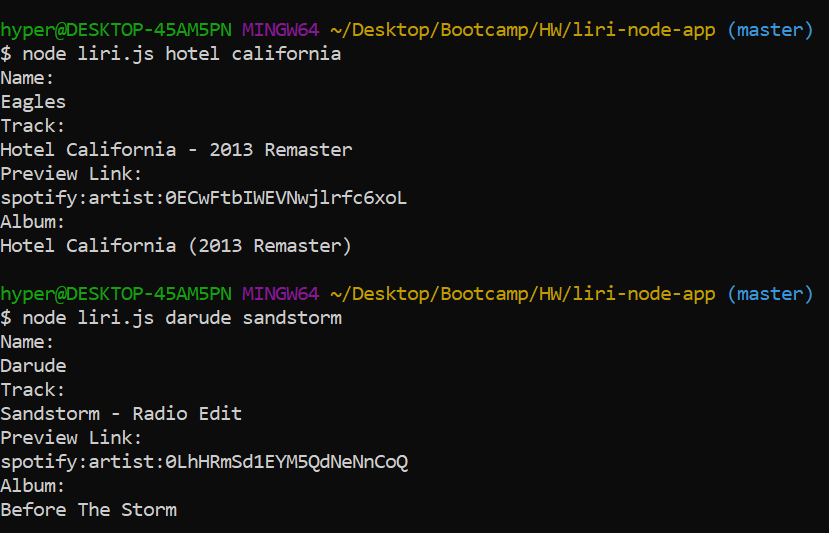 hyper@DESKTOP-45AM5PN MINGW64 ~/Desktop/Bootcamp/HW/liri-node-app (master)
$ node liri.js hotel california
Name:
Eagles
Track:
Hotel California - 2013 Remaster
Preview Link:
spotify:artist:0ECwFtbIWEVNwjlrfc6xoL
Album:
Hotel California (2013 Remaster)
hyper@DESKTOP-45AM5PN MINGW64 ~/Desktop/Bootcamp/HW/liri-node-app (master)
$ node liri.js darude sandstorm
Name:
Darude
Track:
Sandstorm - Radio Edit
Preview Link:
spotify:artist:0LhHRmSd1EYM5QdNeNnCoQ
Album:
Before The Storm